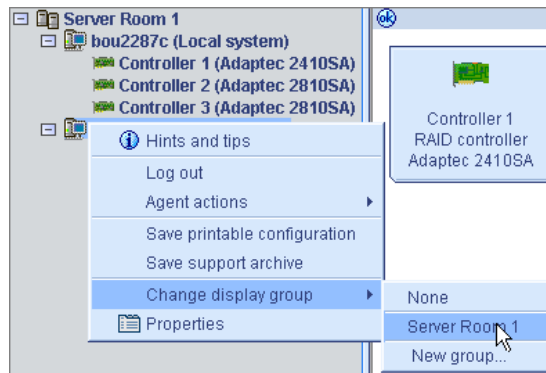 Server Room 1
bou2287c (Local system)
Controller 1 (Adaptec 2410SA)
Controller 2 (Adaptec 2810SA)
Controller 3 (Adaptec 2810SA)
Hints and tips
Log out
Agent actions
Save printable configuration
Save support archive
Change display group
Properties
None
Server Room 1
New group...
ok
Controller 1
RAID controller
Adaptec 2410SA